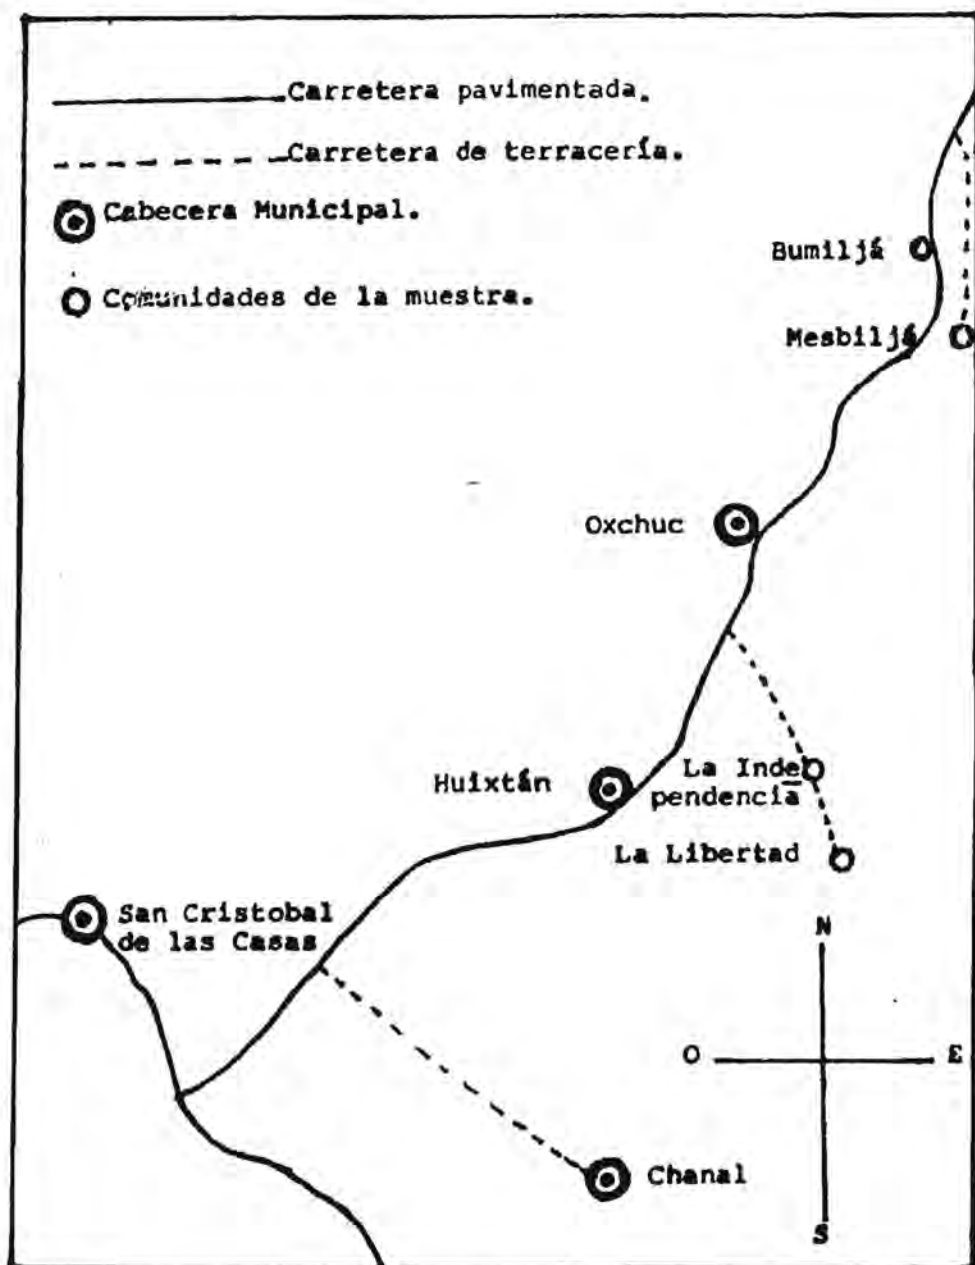 Carretera pavimentada.
Carretera de terracería.
Cabecera Municipal.
Comunidades de la muestra.
Bumiljá
Mesbiljá
Oxchuc
Huixtán
La Inde
pendencia
La Libertad
San Cristobal
de las Casas
N
O
E
Chanal
S